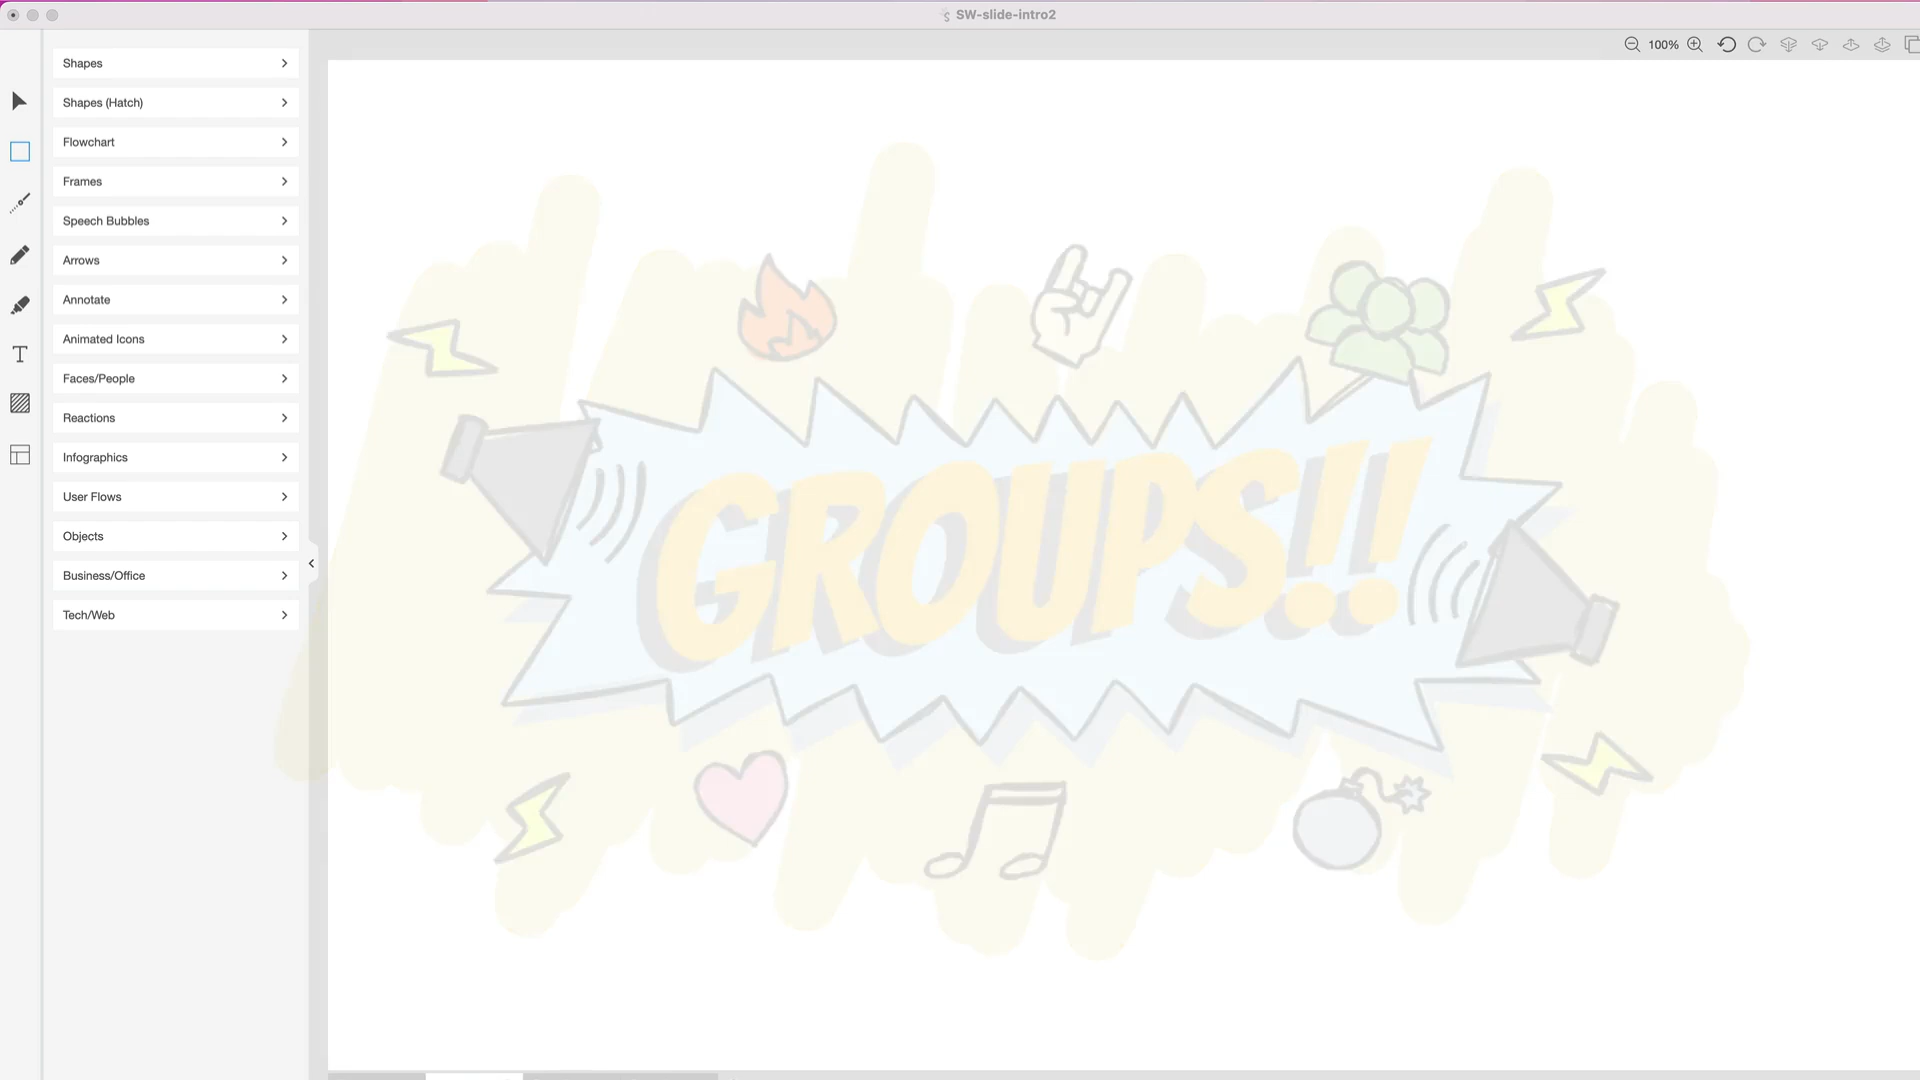 SW-slide-intro2
100%
Shapes
Shapes (Hatch)
Flowchart
Frames
Speech Bubbles
Arrows
Annotate
Animated Icons
Faces/People
Reactions
Infographics
User Flows
Objects
Business/Office
Tech/Web
T
GROUPS!!